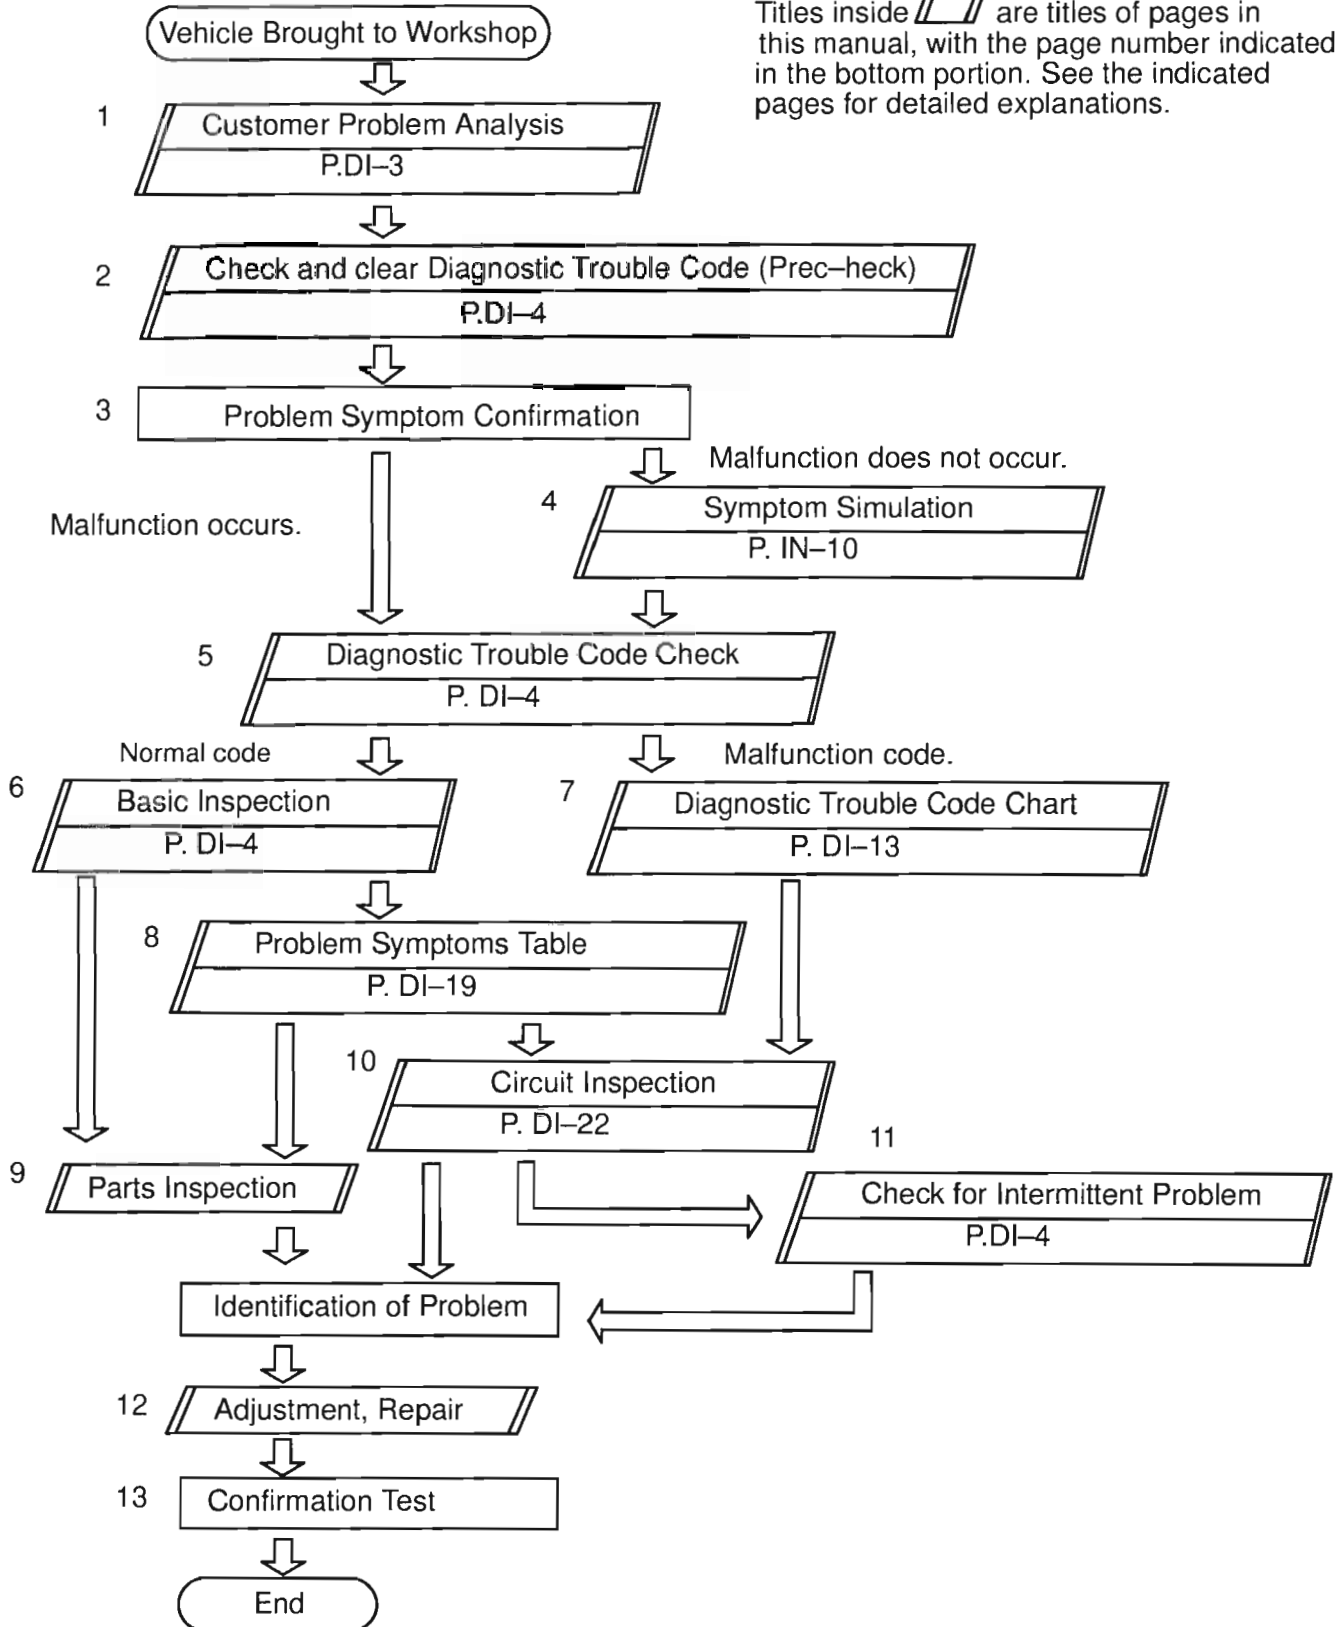 Vehicle Brought to Workshop
Titles inside are titles of pages in
this manual, with the page number indicated
in the bottom portion. See the indicated
pages for detailed explanations.
1
Customer Problem Analysis
P.DI–3
2
Check and clear Diagnostic Trouble Code (Prec–heck)
P.DI–4
3
Problem Symptom Confirmation
Malfunction does not occur.
Malfunction occurs.
4
Symptom Simulation
P. IN–10
5
Diagnostic Trouble Code Check
P. DI–4
Normal code
Malfunction code.
6
Basic Inspection
P. DI–4
7
Diagnostic Trouble Code Chart
P. DI–13
8
Problem Symptoms Table
P. DI–19
10
Circuit Inspection
P. DI–22
11
Check for Intermittent Problem
P.DI–4
9
Parts Inspection
Identification of Problem
12
Adjustment, Repair
13
Confirmation Test
End